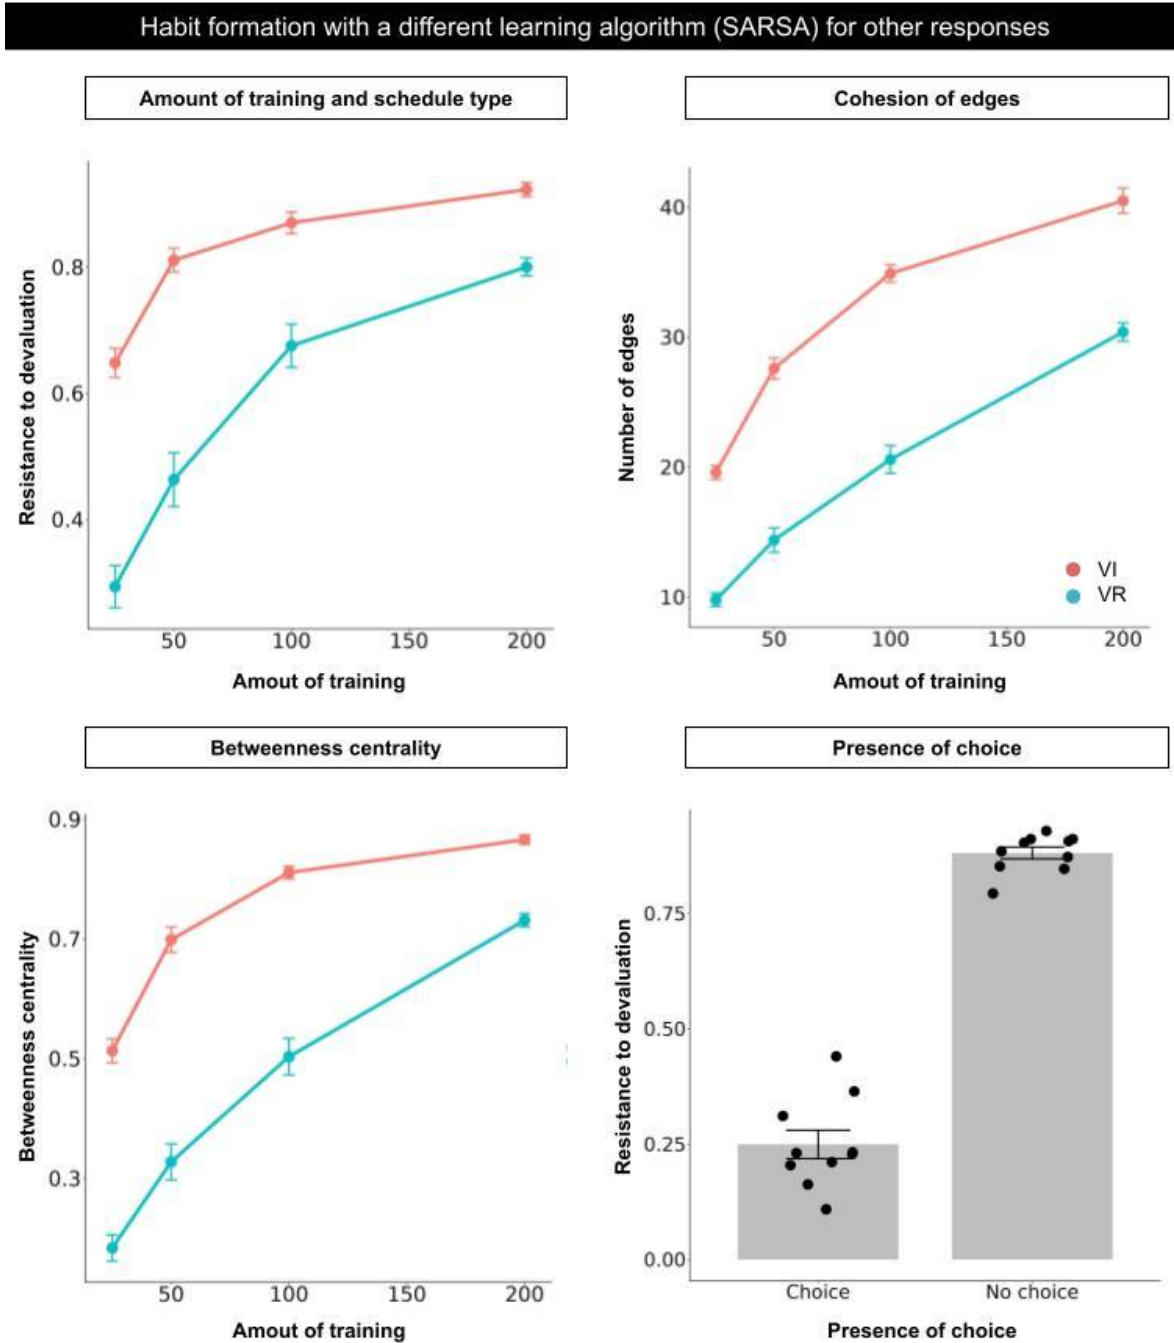 Habit formation with a different learning algorithm (SARSA) for other responses
Amount of training and schedule type
Resistance to devaluation
0.8
0.6
0.4
50 100 150 200
Amout of training
Cohesion of edges
Number of edges
40
30
20
10
VI
VR
50 100 150 200
Amout of training
Betweenness centrality
Betweenness centrality
0.9
0.7
0.5
0.3
50 100 150 200
Amout of training
Presence of choice
Resistance to devaluation
0.75
0.50
0.25
0.00
Choice No choice
Presence of choice